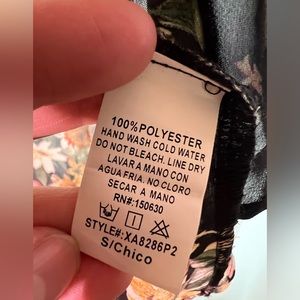 100% POLYESTER
HAND WASH COLD WATER
DO NOT BLEACH. LINE DRY
LAVAR A MANO CON
AGUA FRIA. NO CLORO
SECAR A MANO
RN#:150630
STYLE#:XA8286P2
S/Chico